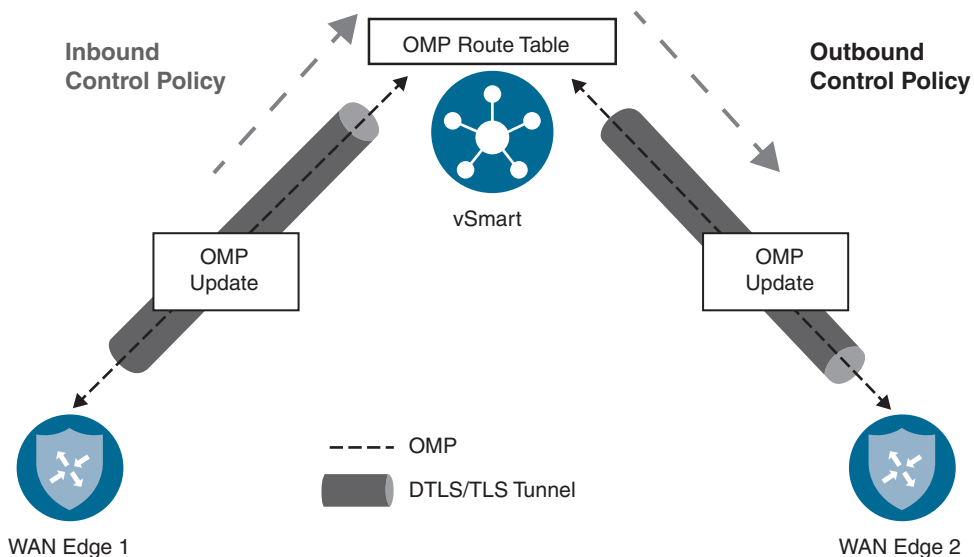 Inbound
Control Policy
OMP Route Table
Outbound
Control Policy
vSmart
OMP
Update
OMP
Update
OMP
DTLS/TLS Tunnel
WAN Edge 1
WAN Edge 2